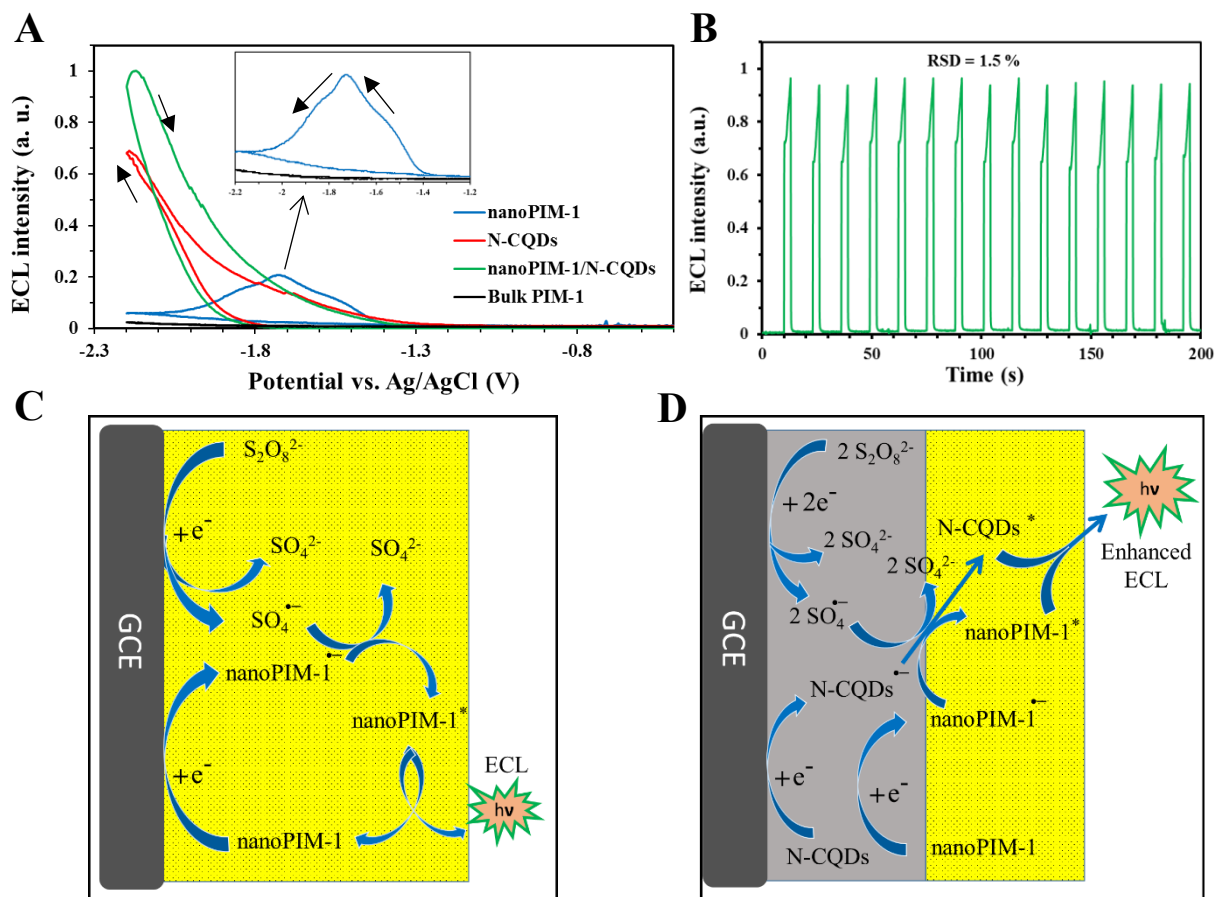 A
ECL intensity (a. u.)
1
0.8
0.6
0.4
0.2
0
-2.3
-1.8
-1.3
-0.8
Potential vs. Ag/AgCl (V)
-2.2
-2
-1.8
-1.6
-1.4
-1.2
nanoPIM-1
N-CQDs
nanoPIM-1/N-CQDs
Bulk PIM-1
B
RSD = 1.5 %
ECL intensity (a.u.)
1
0.8
0.6
0.4
0.2
0
0
50
100
150
200
Time (s)
C
GCE
S₂O₈²⁻
+e⁻
SO₄²⁻
SO₄²⁻
SO₄•−
nanoPIM-1•−
nanoPIM-1*
+e⁻
nanoPIM-1
ECL
hν
D
GCE
2 S₂O₈²⁻
+2e⁻
2 SO₄²⁻
2 SO₄²⁻
2 SO₄•−
N-CQDs*
hν
Enhanced
ECL
nanoPIM-1*
N-CQDs•−
nanoPIM-1•−
+e⁻
+e⁻
N-CQDs
nanoPIM-1